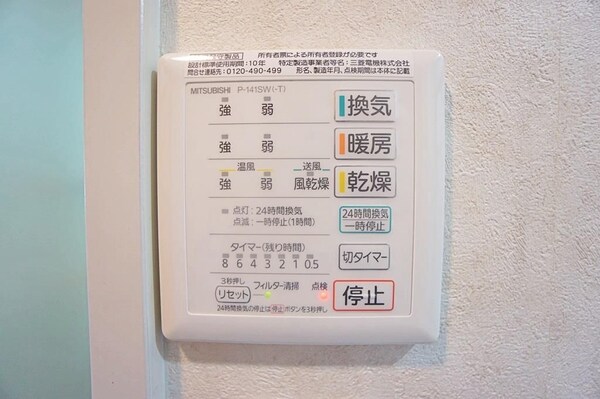 所有者票による所有者登録が必要です
設計標準使用期間:10年 特定製造事業者等名:三菱電機株式会社
問合せ連絡先:0120-490-499 形名、製造年月、点検期間は本体に記載
MITSUBISHI P-141SW(-T)
強 弱 換気
強 弱 暖房
温風 送風
強 弱 風乾燥 乾燥
点灯:24時間換気
点滅:一時停止(1時間)
24時間換気
一時停止
タイマー(残り時間)
8 6 4 3 2 1 0.5
切タイマー
3秒押し
リセット フィルター清掃 点検 停止
24時間換気の停止は停止ボタンを3秒押し